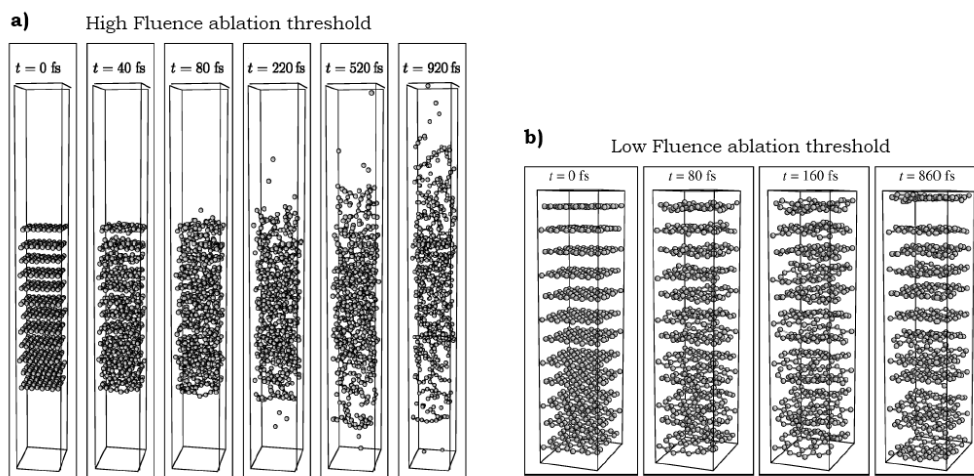 a) High Fluence ablation threshold
t = 0 fs t = 40 fs t = 80 fs t = 220 fs t = 520 fs t = 920 fs
b) Low Fluence ablation threshold
t = 0 fs t = 80 fs t = 160 fs t = 860 fs